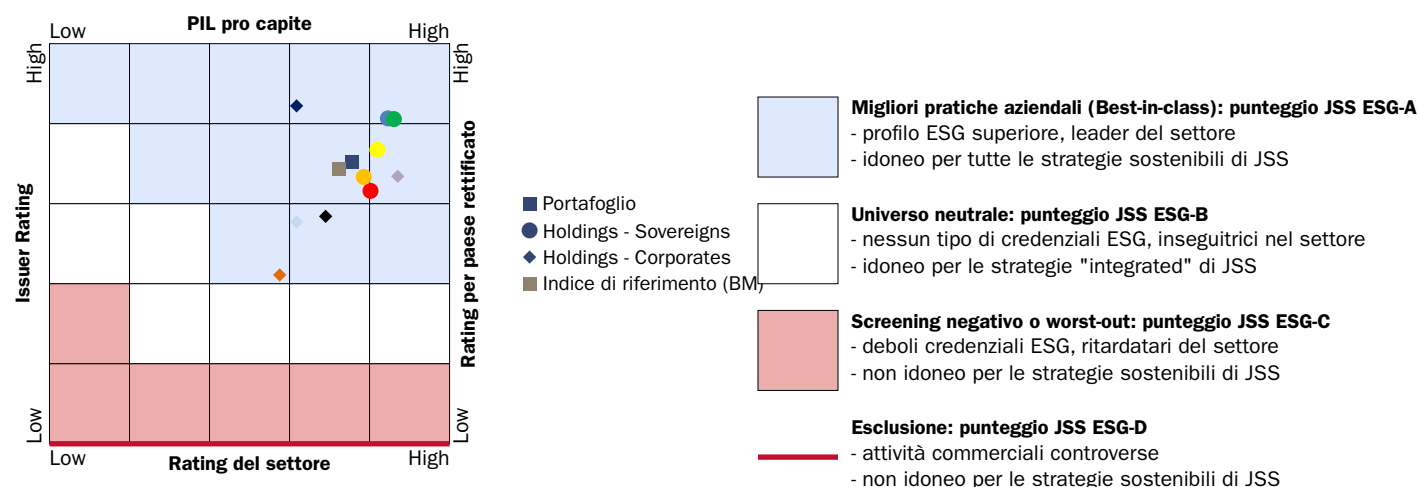 PIL pro capite
Low
High
High
High
Issuer Rating
Rating per paese rettificato
Low
Low
Low
High
Rating del settore
Portafoglio
Holdings - Sovereigns
Holdings - Corporates
Indice di riferimento (BM)
Migliori pratiche aziendali (Best-in-class): punteggio JSS ESG-A
- profilo ESG superiore, leader del settore
- idoneo per tutte le strategie sostenibili di JSS
Universo neutrale: punteggio JSS ESG-B
- nessun tipo di credenziali ESG, inseguitrici nel settore
- idoneo per le strategie "integrated" di JSS
Screening negativo o worst-out: punteggio JSS ESG-C
- deboli credenziali ESG, ritardatari del settore
- non idoneo per le strategie sostenibili di JSS
Esclusione: punteggio JSS ESG-D
- attività commerciali controverse
- non idoneo per le strategie sostenibili di JSS